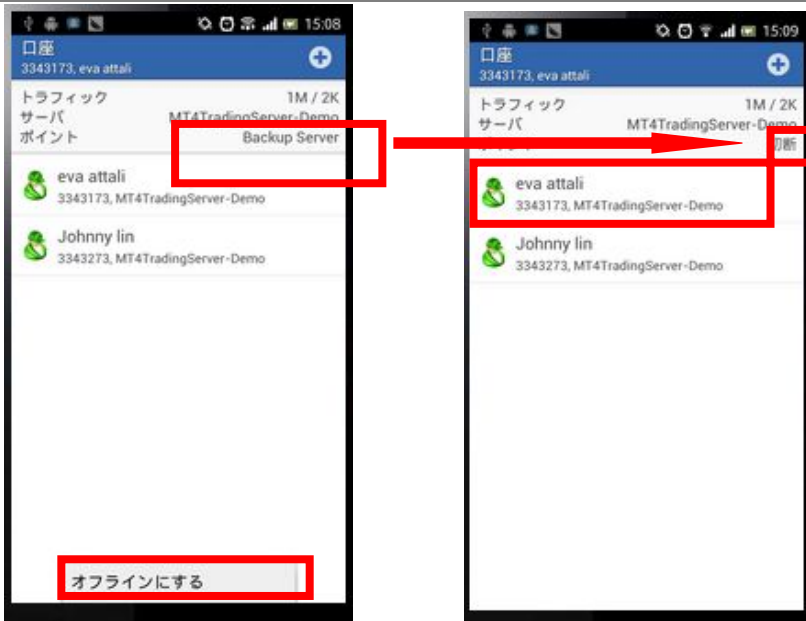 15:08
口座
3343173, eva attali
トラフィック 1M / 2K
サーバ MT4TradingServer-Demo
ポイント Backup Server
eva attali
3343173, MT4TradingServer-Demo
Johnny lin
3343273, MT4TradingServer-Demo
オフラインにする
15:09
口座
3343173, eva attali
トラフィック 1M / 2K
サーバ MT4TradingServer-Demo
切断
eva attali
3343173, MT4TradingServer-Demo
Johnny lin
3343273, MT4TradingServer-Demo